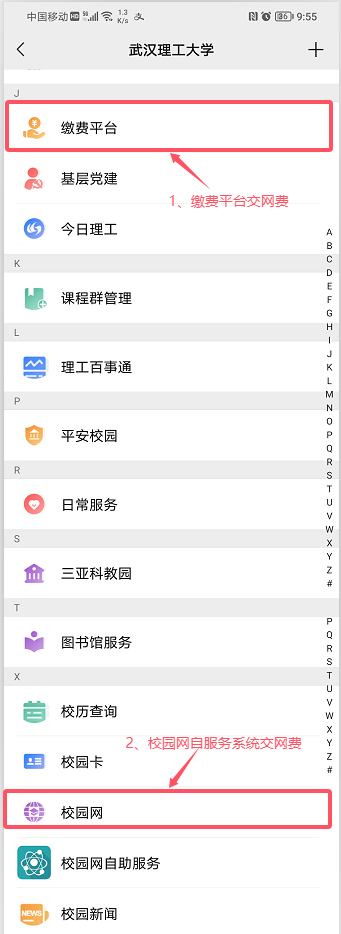 中国移动 HD 5G 1.3 K/s 86 9:55
武汉理工大学
J
缴费平台
基层党建
1、缴费平台交网费
今日理工
K
课程群管理
L
理工百事通
P
平安校园
R
日常服务
S
三亚科教园
T
图书馆服务
X
校历查询
2、校园网自服务系统交网费
校园卡
校园网
校园网自助服务
NEWS 校园新闻
A
B
C
D
E
F
G
H
I
J
K
L
M
N
O
P
Q
R
S
T
U
V
W
X
Y
Z
#
P
Q
R
S
T
U
V
W
X
Y
Z
#